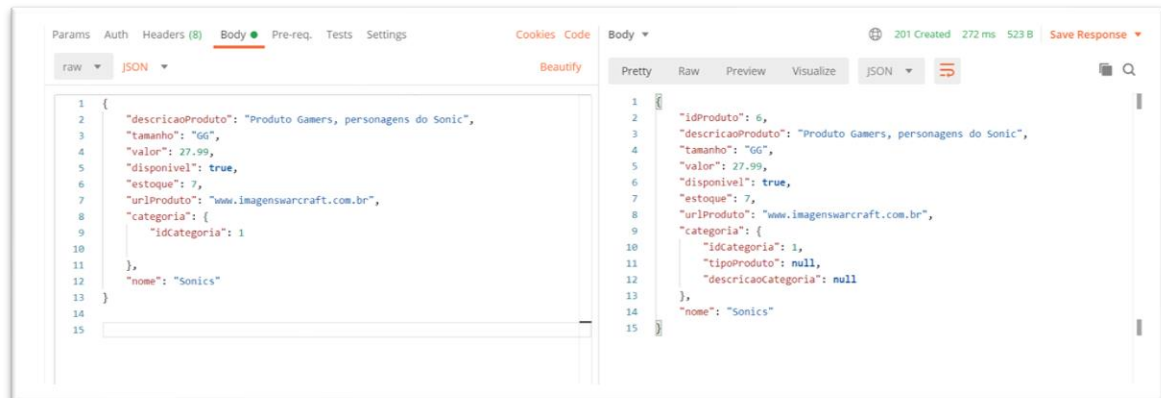 Params Auth Headers (8) Body Pre-req. Tests Settings Cookies Code
raw JSON Beautify
1 {
2 "descricaoProduto": "Produto Gamers, personagens do Sonic",
3 "tamanho": "GG",
4 "valor": 27.99,
5 "disponivel": true,
6 "estoque": 7,
7 "urlProduto": "www.imagenswarcraft.com.br",
8 "categoria": {
9 "idCategoria": 1
10
11 },
12 "nome": "Sonics"
13 }
14
15
Body 201 Created 272 ms 523 B Save Response
Pretty Raw Preview Visualize JSON
1 {
2 "idProduto": 6,
3 "descricaoProduto": "Produto Gamers, personagens do Sonic",
4 "tamanho": "GG",
5 "valor": 27.99,
6 "disponivel": true,
7 "estoque": 7,
8 "urlProduto": "www.imagenswarcraft.com.br",
9 "categoria": {
10 "idCategoria": 1,
11 "tipoProduto": null,
12 "descricaoCategoria": null
13 },
14 "nome": "Sonics"
15 }